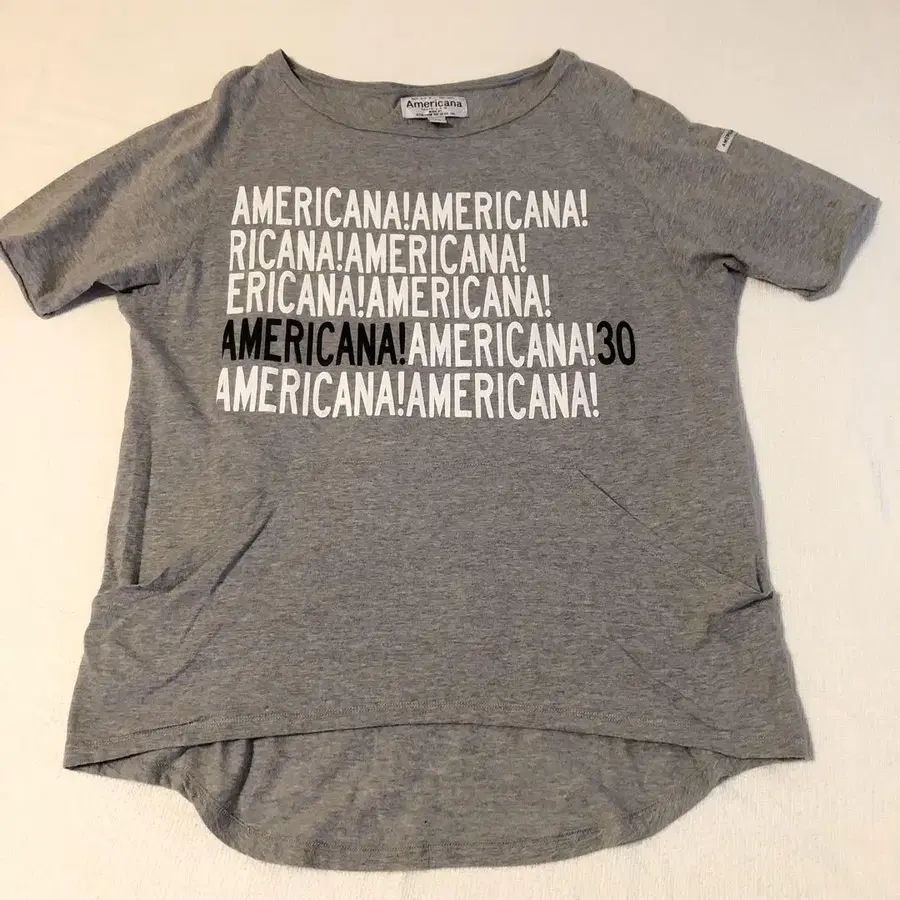 Americana
AMERICANA!AMERICANA!
RICANA!AMERICANA!
ERICANA!AMERICANA!
AMERICANA!AMERICANA!30
AMERICANA!AMERICANA!